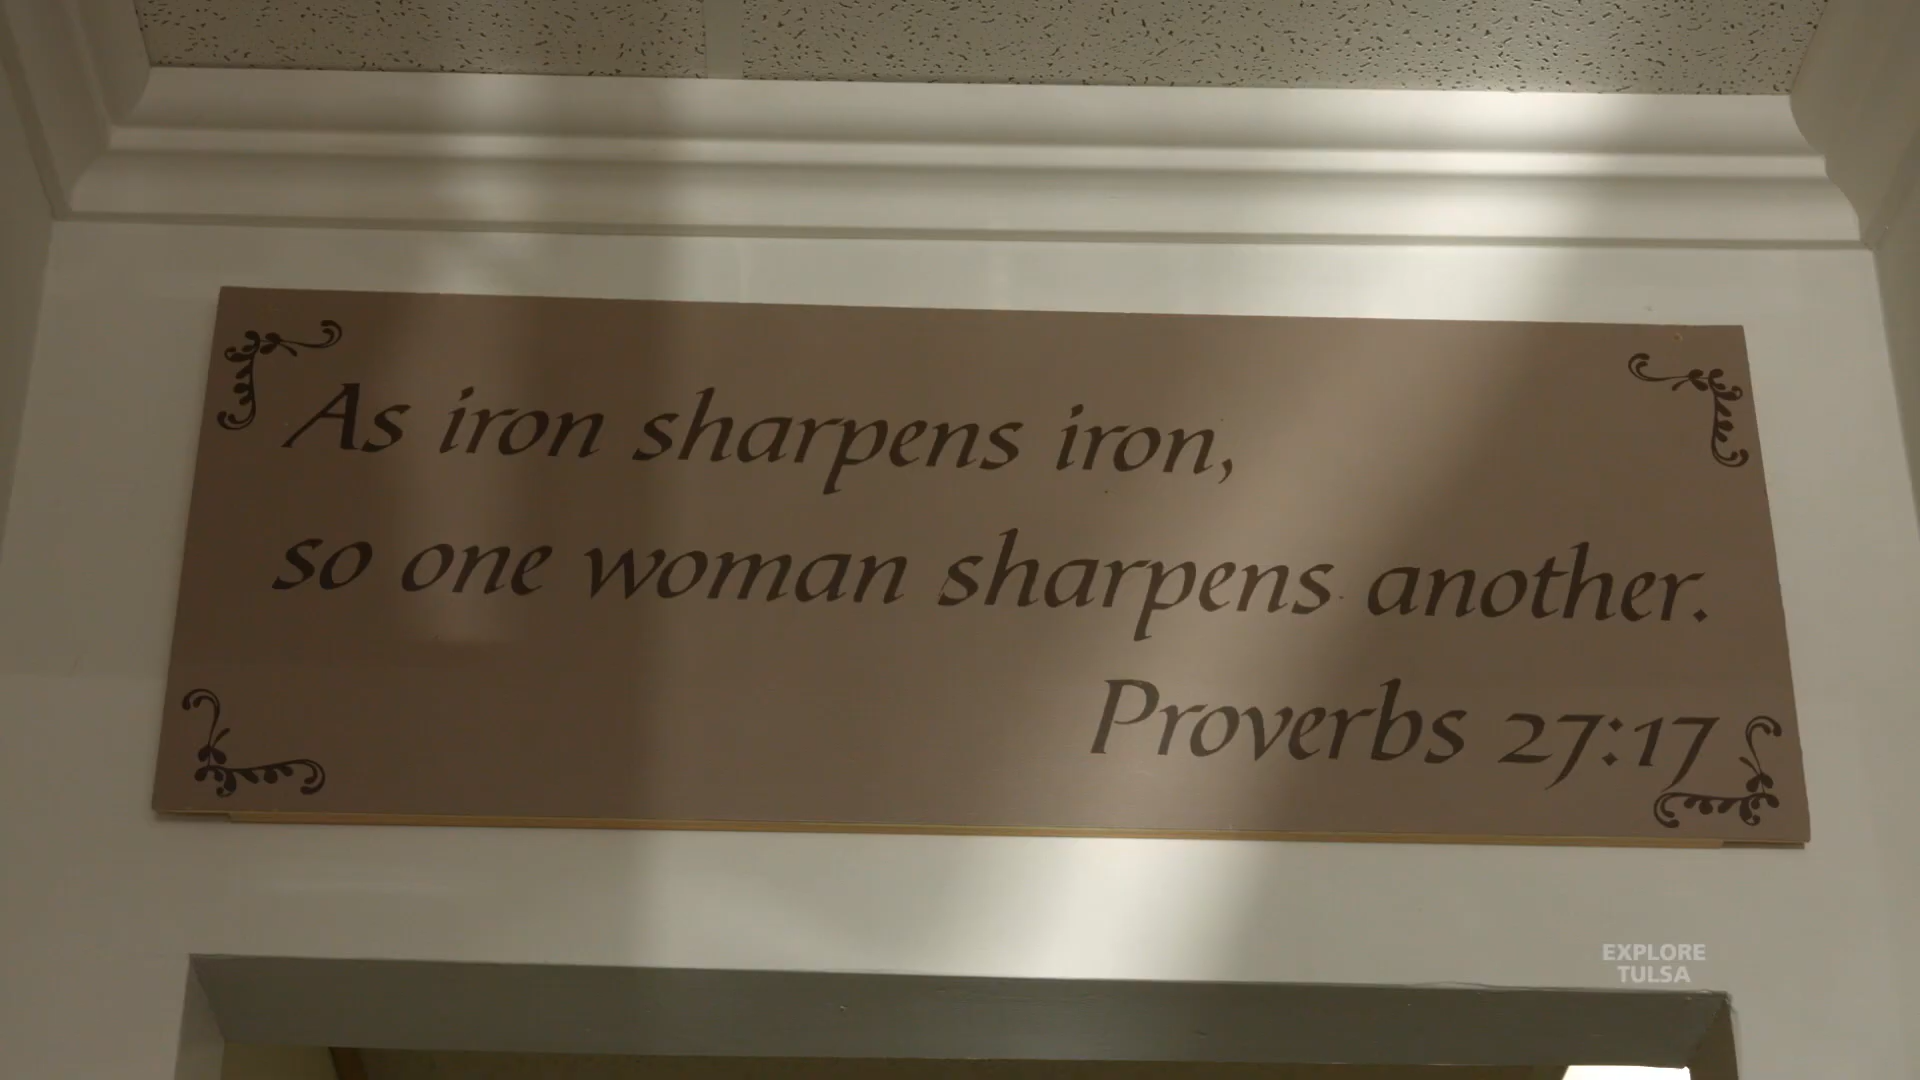 As iron sharpens iron,
so one woman sharpens another.
Proverbs 27:17
EXPLORE
TULSA